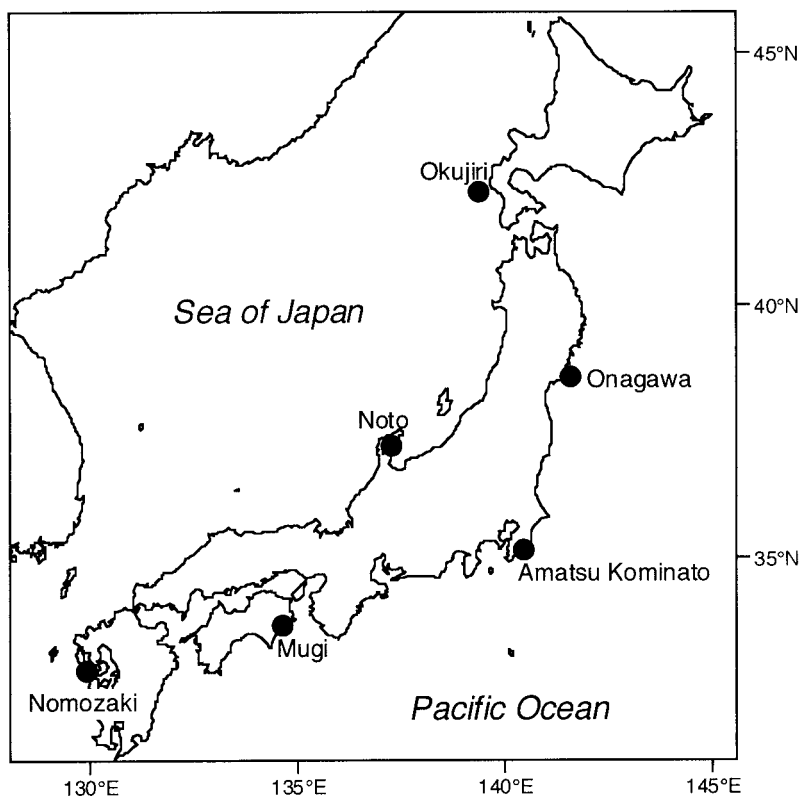 45°N
Okujiri
Sea of Japan
40°N
Onagawa
Noto
35°N
Amatsu Kominato
Mugi
Nomozaki
Pacific Ocean
130°E
135°E
140°E
145°E